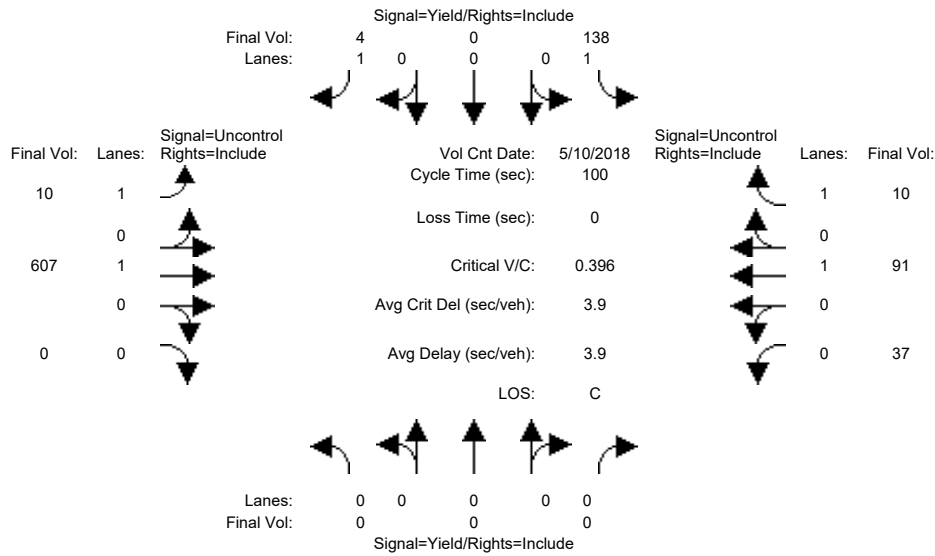 Signal=Yield/Rights=Include
Final Vol: 4 0 138
Lanes: 1 0 0 0 1
Signal=Uncontrol
Final Vol: Lanes: Rights=Include
Vol Cnt Date: 5/10/2018
Signal=Uncontrol
Rights=Include Lanes: Final Vol:
Cycle Time (sec): 100
10 1
1 10
Loss Time (sec): 0
0
0
607 1
Critical V/C: 0.396
1 91
0
Avg Crit Del (sec/veh): 3.9
0
0 0
Avg Delay (sec/veh): 3.9
0 37
LOS: C
Lanes: 0 0 0 0 0
Final Vol: 0 0 0
Signal=Yield/Rights=Include